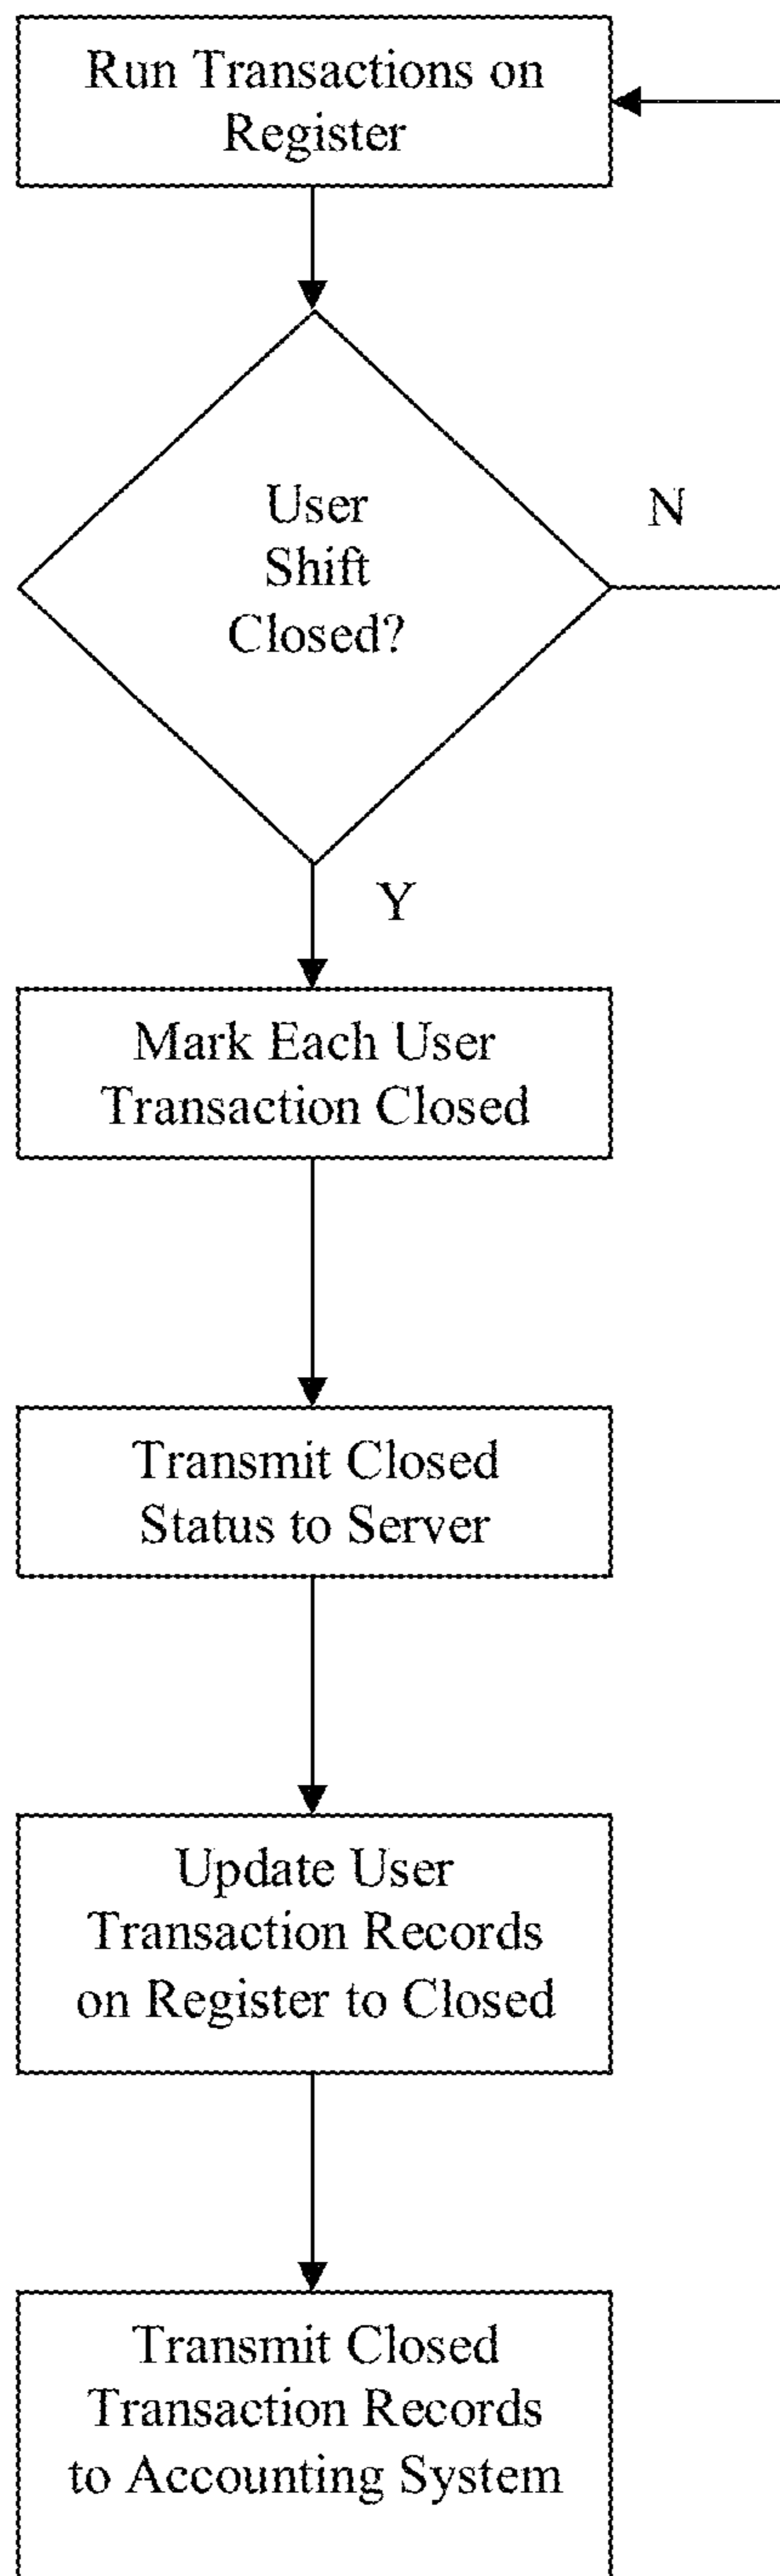 Run Transactions on
Register
User
Shift
Closed?
N
Y
Mark Each User
Transaction Closed
Transmit Closed
Status to Server
Update User
Transaction Records
on Register to Closed
Transmit Closed
Transaction Records
to Accounting System